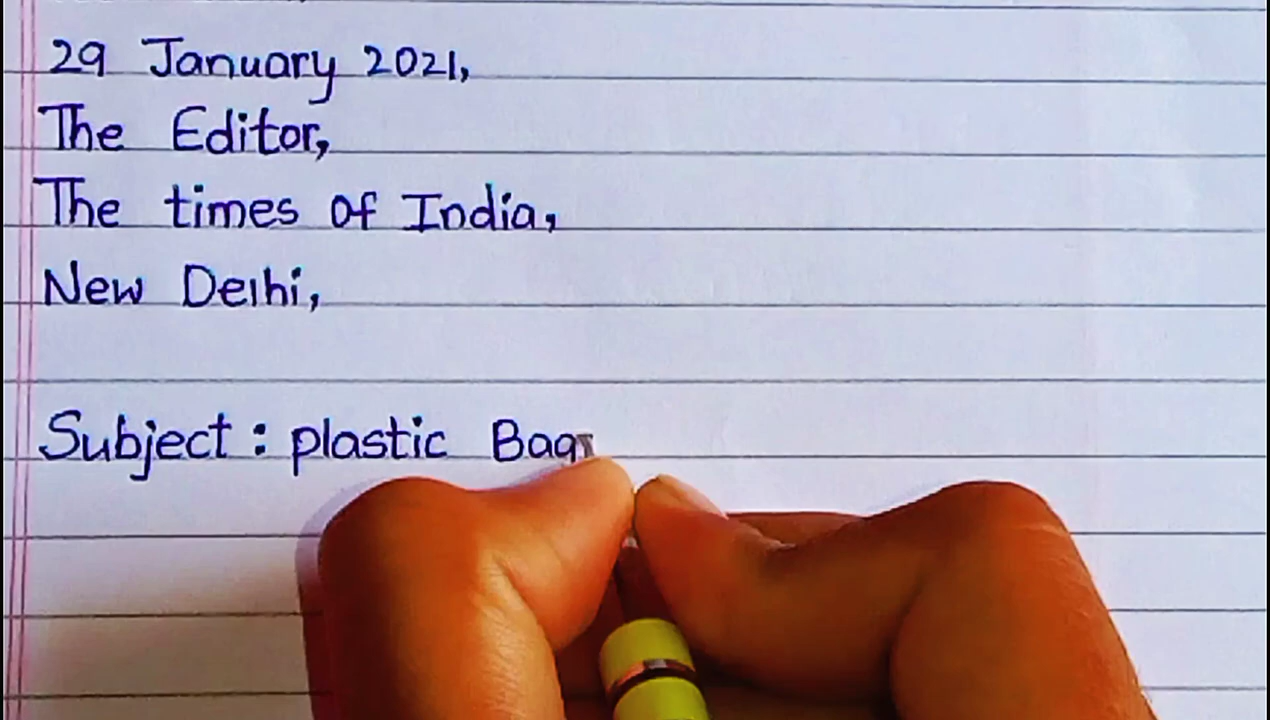 29 January 2021,
The Editor,
The times of India,
New Delhi,
Subject : plastic Bag